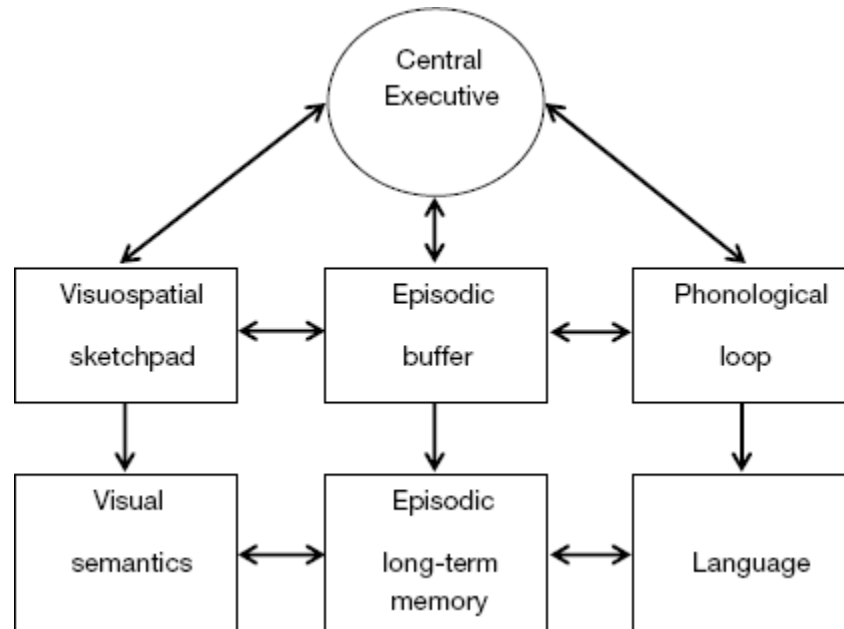 Central
Executive
Visuospatial
sketchpad
Episodic
buffer
Phonological
loop
Visual
semantics
Episodic
long-term
memory
Language